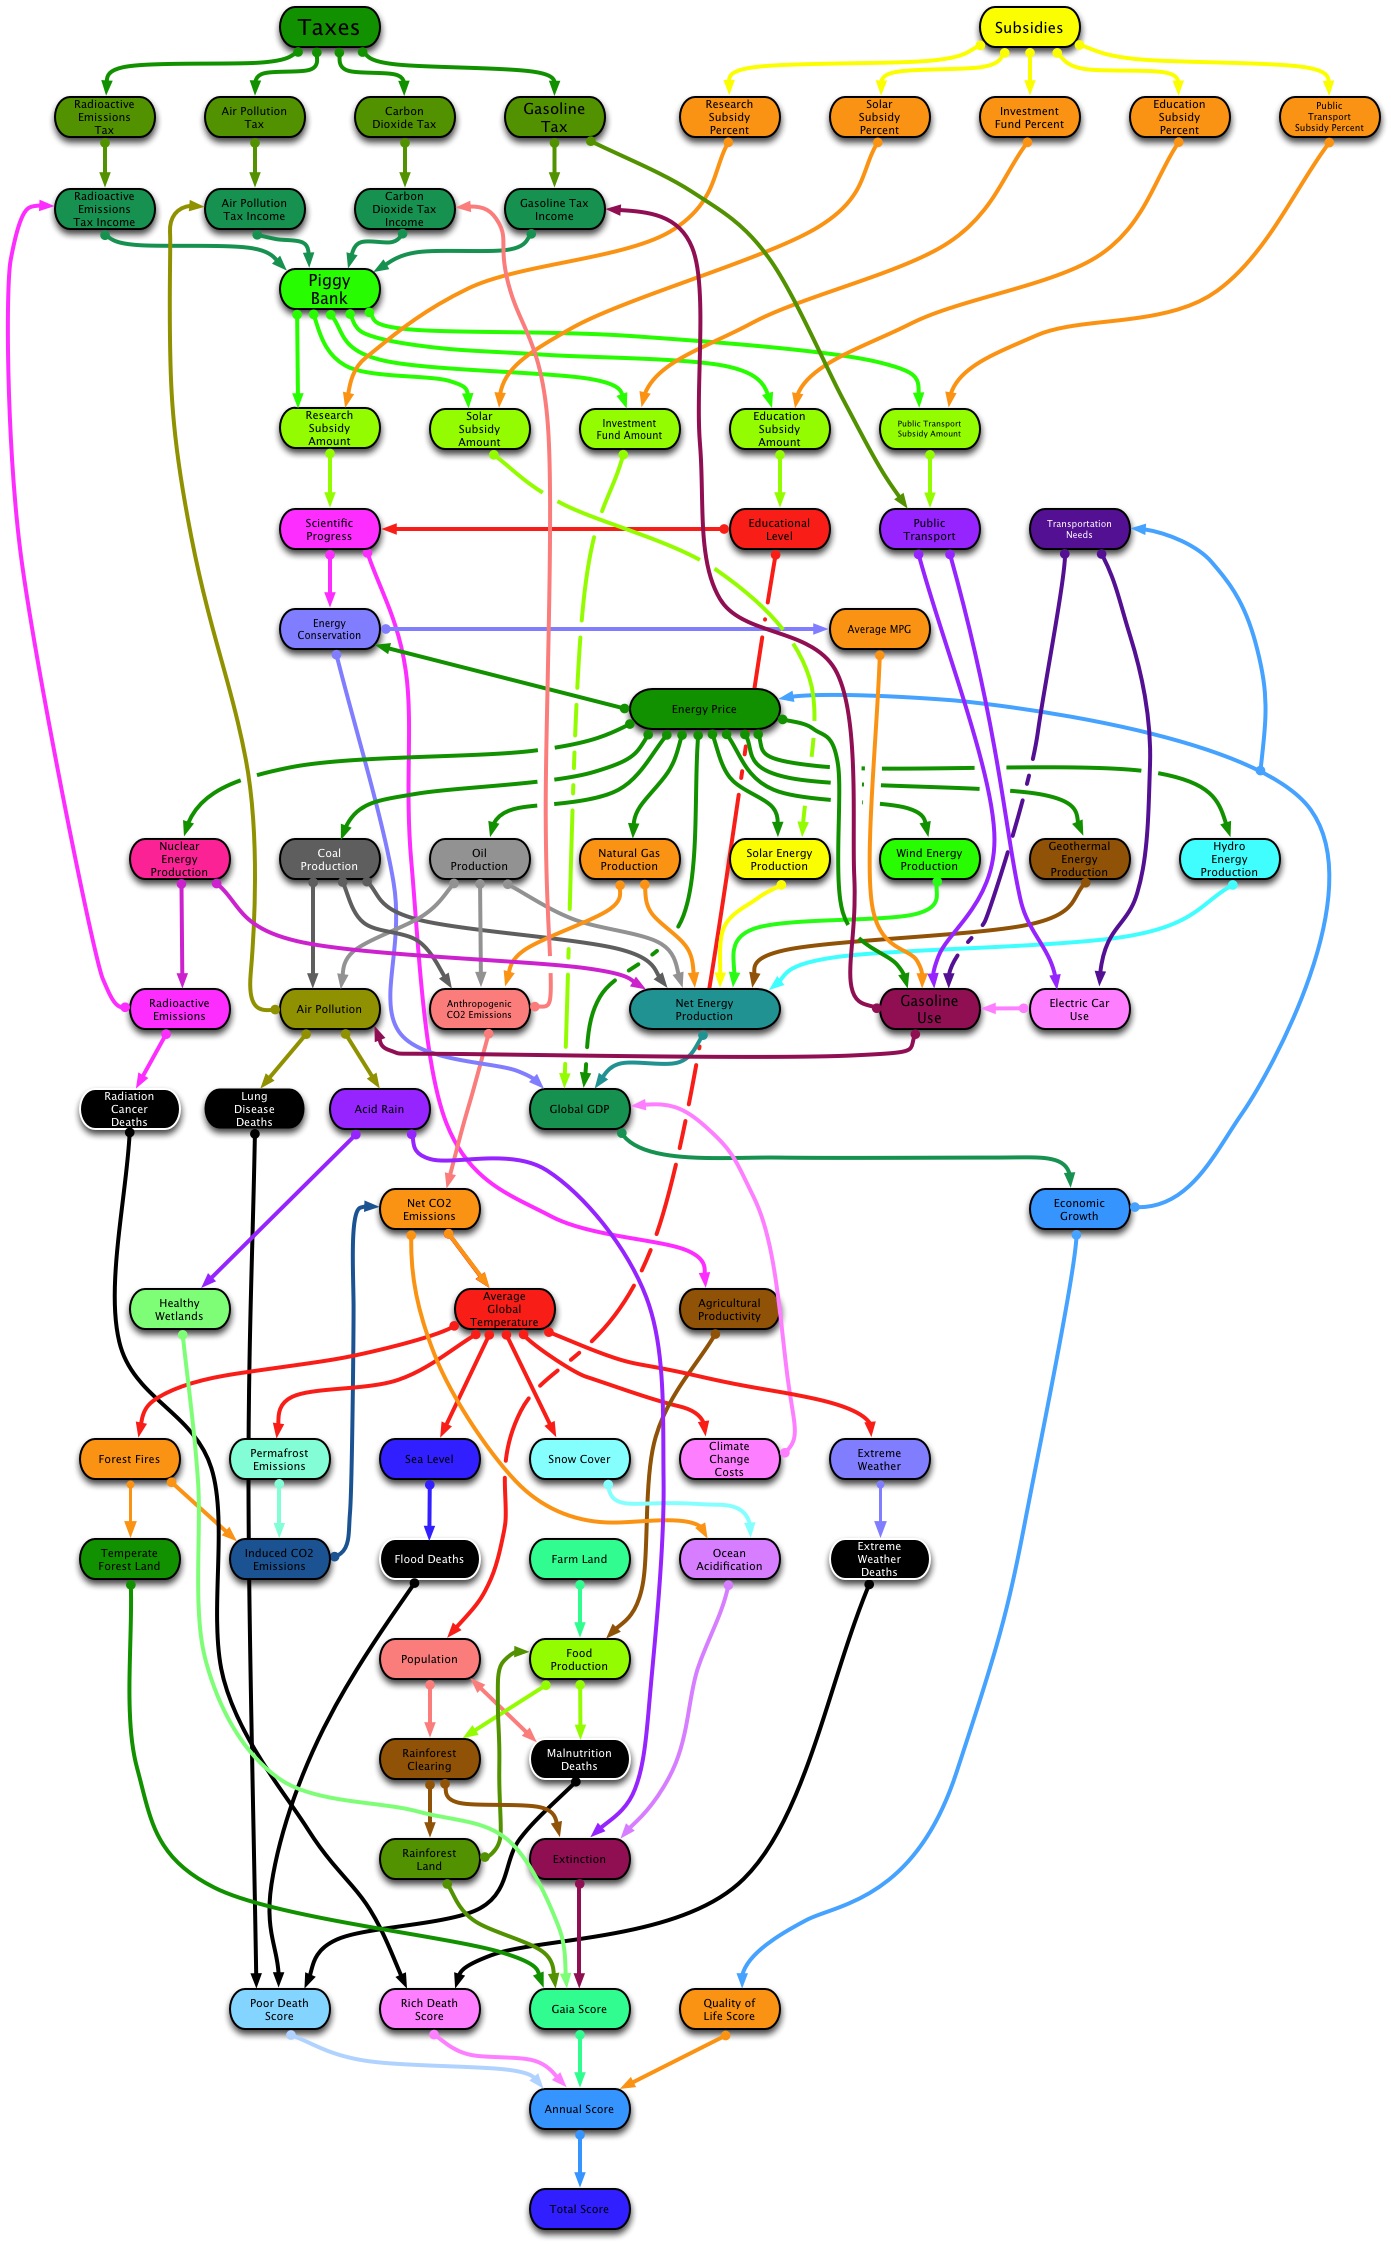 Taxes
Subsidies
Radioactive
Emissions
Tax
Air Pollution
Tax
Carbon
Dioxide Tax
Gasoline
Tax
Research
Subsidy
Percent
Solar
Subsidy
Percent
Investment
Fund Percent
Education
Subsidy
Percent
Public
Transport
Subsidy Percent
Radioactive
Emissions
Tax Income
Air Pollution
Tax Income
Carbon
Dioxide Tax
Income
Gasoline Tax
Income
Piggy
Bank
Research
Subsidy
Amount
Solar
Subsidy
Amount
Investment
Fund Amount
Education
Subsidy
Amount
Public Transport
Subsidy Amount
Scientific
Progress
Educational
Level
Public
Transport
Transportation
Needs
Energy
Conservation
Average MPG
Energy Price
Nuclear
Energy
Production
Coal
Production
Oil
Production
Natural Gas
Production
Solar Energy
Production
Wind Energy
Production
Geothermal
Energy
Production
Hydro
Energy
Production
Radioactive
Emissions
Air Pollution
Anthropogenic
CO2 Emissions
Net Energy
Production
Gasoline
Use
Electric Car
Use
Radiation
Cancer
Deaths
Lung
Disease
Deaths
Acid Rain
Global GDP
Net CO2
Emissions
Economic
Growth
Healthy
Wetlands
Average
Global
Temperature
Agricultural
Productivity
Forest Fires
Permafrost
Emissions
Sea Level
Snow Cover
Climate
Change
Costs
Extreme
Weather
Temperate
Forest Land
Induced CO2
Emissions
Flood Deaths
Farm Land
Ocean
Acidification
Extreme
Weather
Deaths
Population
Food
Production
Rainforest
Clearing
Malnutrition
Deaths
Rainforest
Land
Extinction
Poor Death
Score
Rich Death
Score
Gaia Score
Quality of
Life Score
Annual Score
Total Score